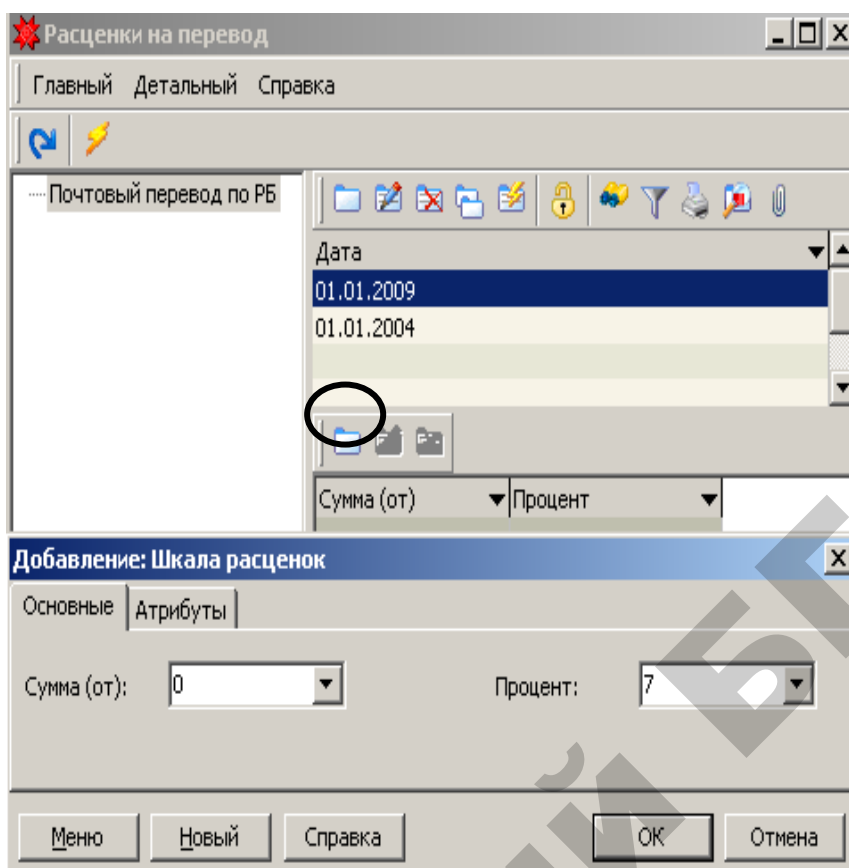 Расценки на перевод
Главный Детальный Справка
Почтовый перевод по РБ
Дата
01.01.2009
01.01.2004
Сумма (от) Процент
Добавление: Шкала расценок
Основные Атрибуты
Сумма (от): 0 Процент: 7
Меню Новый Справка ОК Отмена